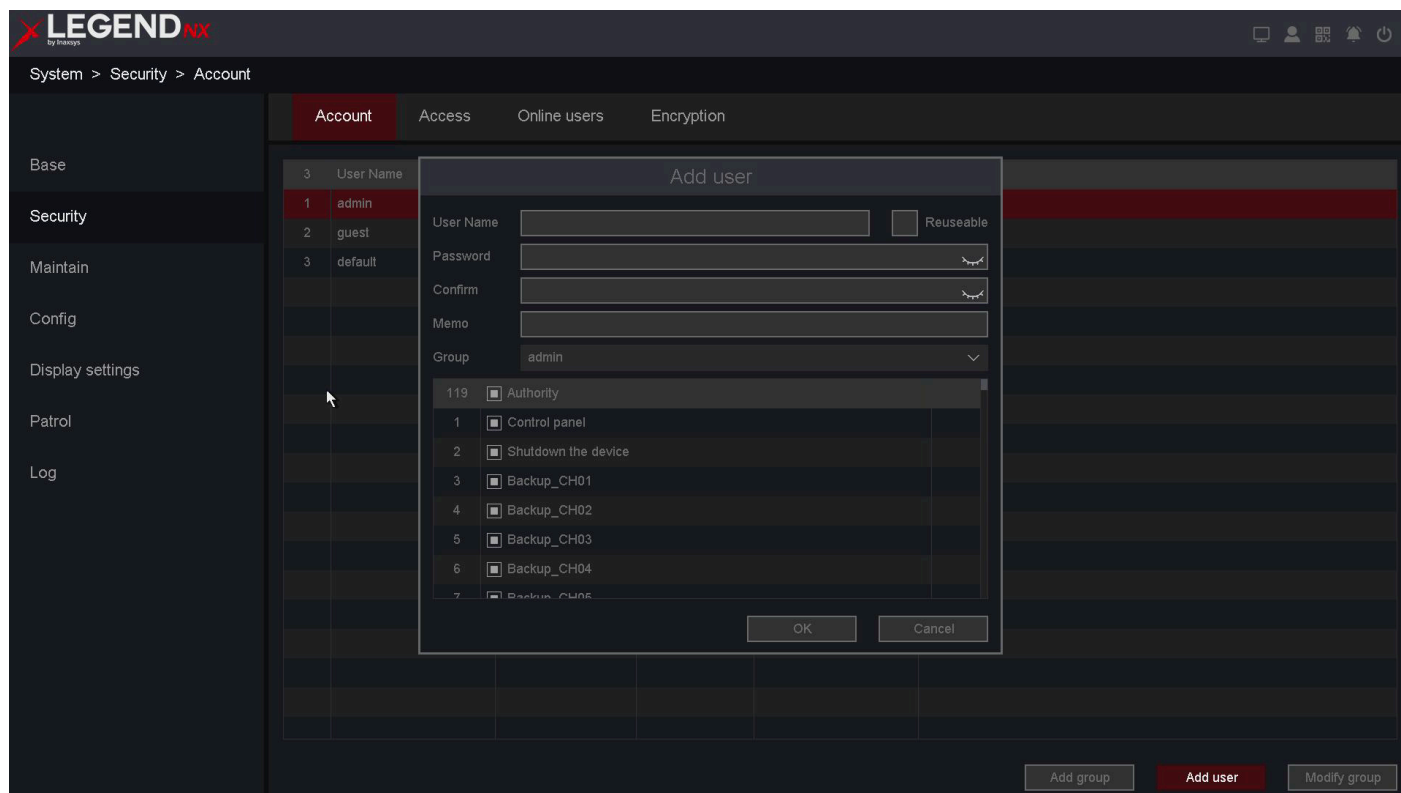 XLEGENDNX
by Inaxsys
System > Security > Account
Account Access Online users Encryption
Base
Security
Maintain
Config
Display settings
Patrol
Log
3 User Name
1 admin
2 guest
3 default
Add user
User Name Reuseable
Password
Confirm
Memo
Group admin
119 Authority
1 Control panel
2 Shutdown the device
3 Backup_CH01
4 Backup_CH02
5 Backup_CH03
6 Backup_CH04
7 Backup_CH05
OK Cancel
Add group Add user Modify group